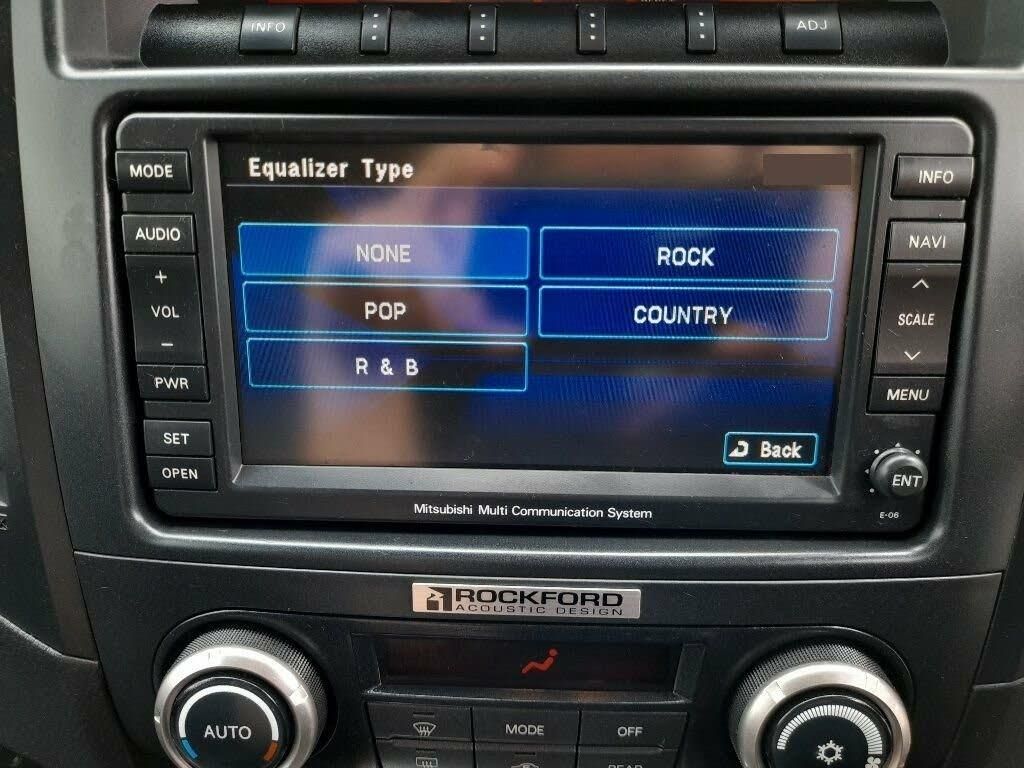 INFO ADJ
MODE
Equalizer Type
INFO
AUDIO
NAVI
NONE
ROCK
+
VOL
-
SCALE
POP
COUNTRY
R & B
PWR
MENU
SET
Back
OPEN
ENT
Mitsubishi Multi Communication System
E-06
ROCKFORD
ACOUSTIC DESIGN
AUTO
MODE
OFF
REAR